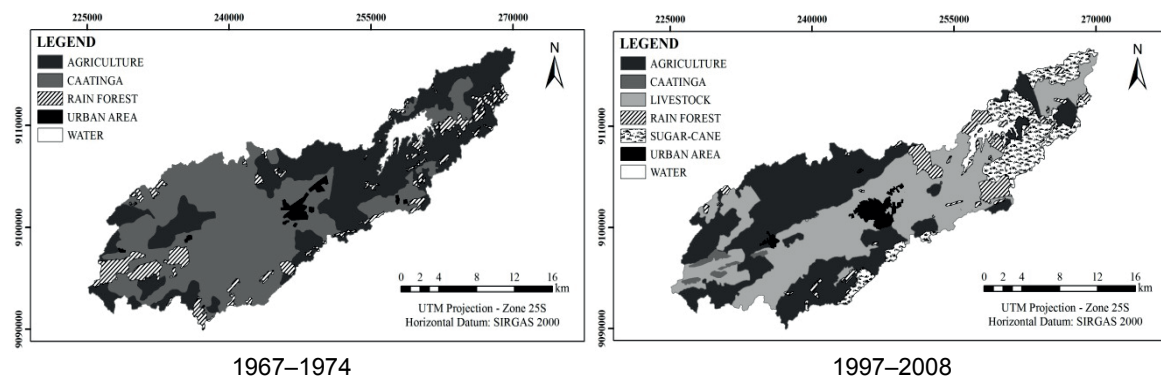 225000 240000 255000 270000
LEGEND
AGRICULTURE
CAATINGA
RAIN FOREST
URBAN AREA
WATER
N
9110000
9100000
9090000
0 2 4 8 12 16
km
UTM Projection - Zone 25S
Horizontal Datum: SIRGAS 2000
1967–1974
225000 240000 255000 270000
LEGEND
AGRICULTURE
CAATINGA
LIVESTOCK
RAIN FOREST
SUGAR-CANE
URBAN AREA
WATER
N
9110000
9100000
9090000
0 2 4 8 12 16
km
UTM Projection - Zone 25S
Horizontal Datum: SIRGAS 2000
1997–2008